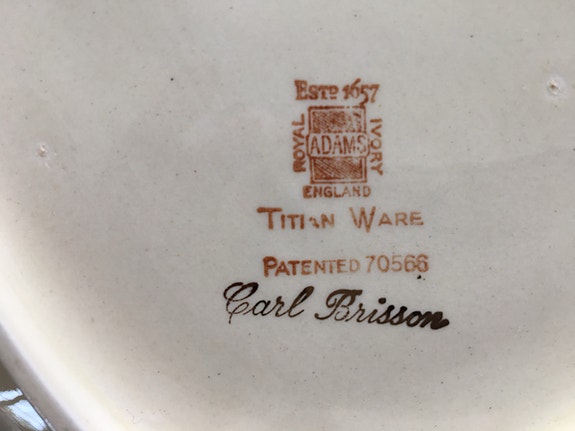 ESTD 1657
ROYAL ADAMS IVORY
ENGLAND
TITIAN WARE
PATENTED 70566
Carl Brisson